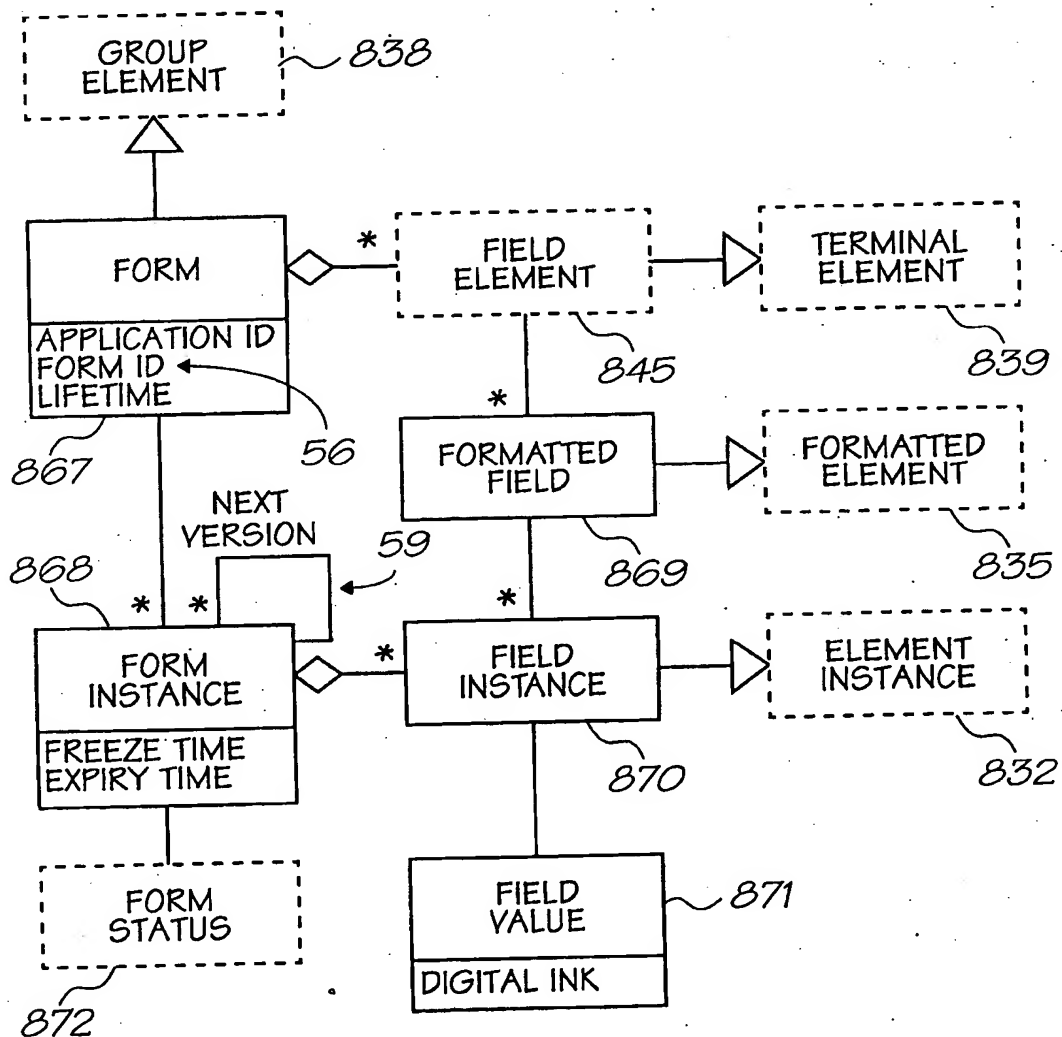 GROUP
ELEMENT
838
FORM
APPLICATION ID
FORM ID
LIFETIME
867
56
*
FIELD
ELEMENT
845
TERMINAL
ELEMENT
839
*
FORMATTED
FIELD
869
FORMATTED
ELEMENT
835
NEXT
VERSION
59
868
*
*
FORM
INSTANCE
FREEZE TIME
EXPIRY TIME
*
*
FIELD
INSTANCE
870
ELEMENT
INSTANCE
832
FORM
STATUS
872
FIELD
VALUE
DIGITAL INK
871